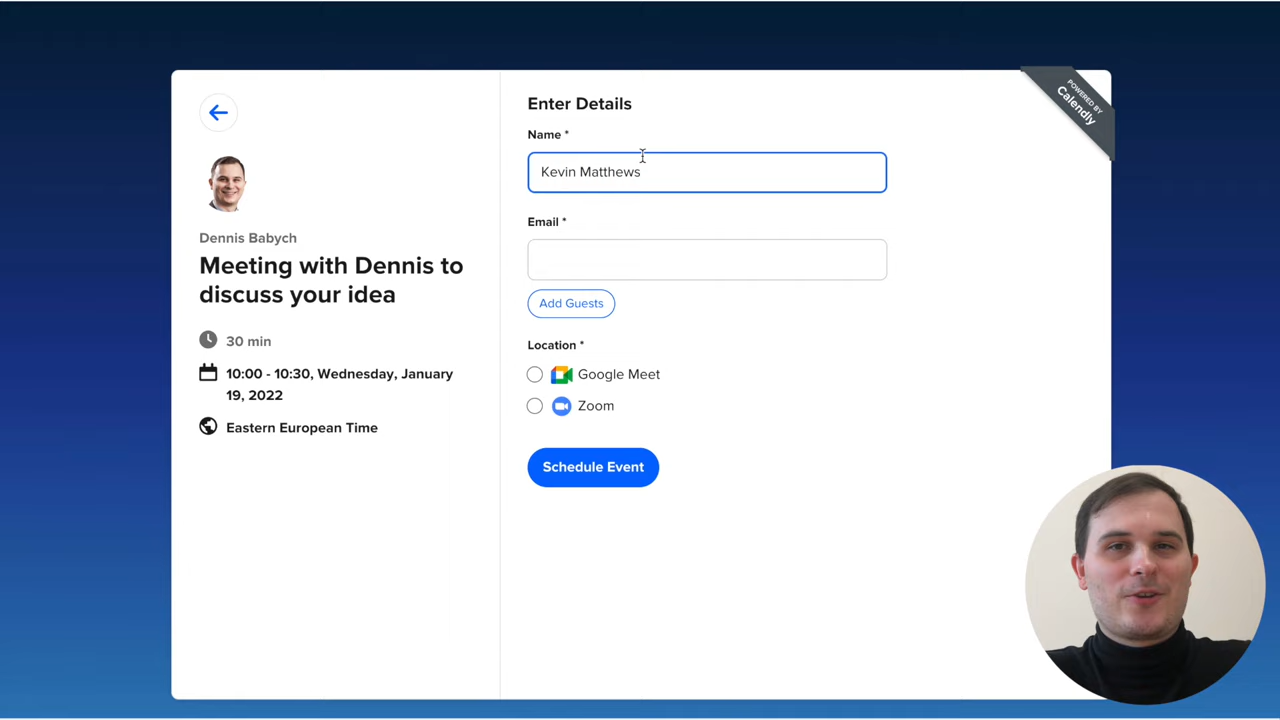 Dennis Babych
Meeting with Dennis to
discuss your idea
30 min
10:00 - 10:30, Wednesday, January
19, 2022
Eastern European Time
Enter Details
Name *
Kevin Matthews
Email *
Add Guests
Location *
Google Meet
Zoom
Schedule Event
POWERED BY
Calendly